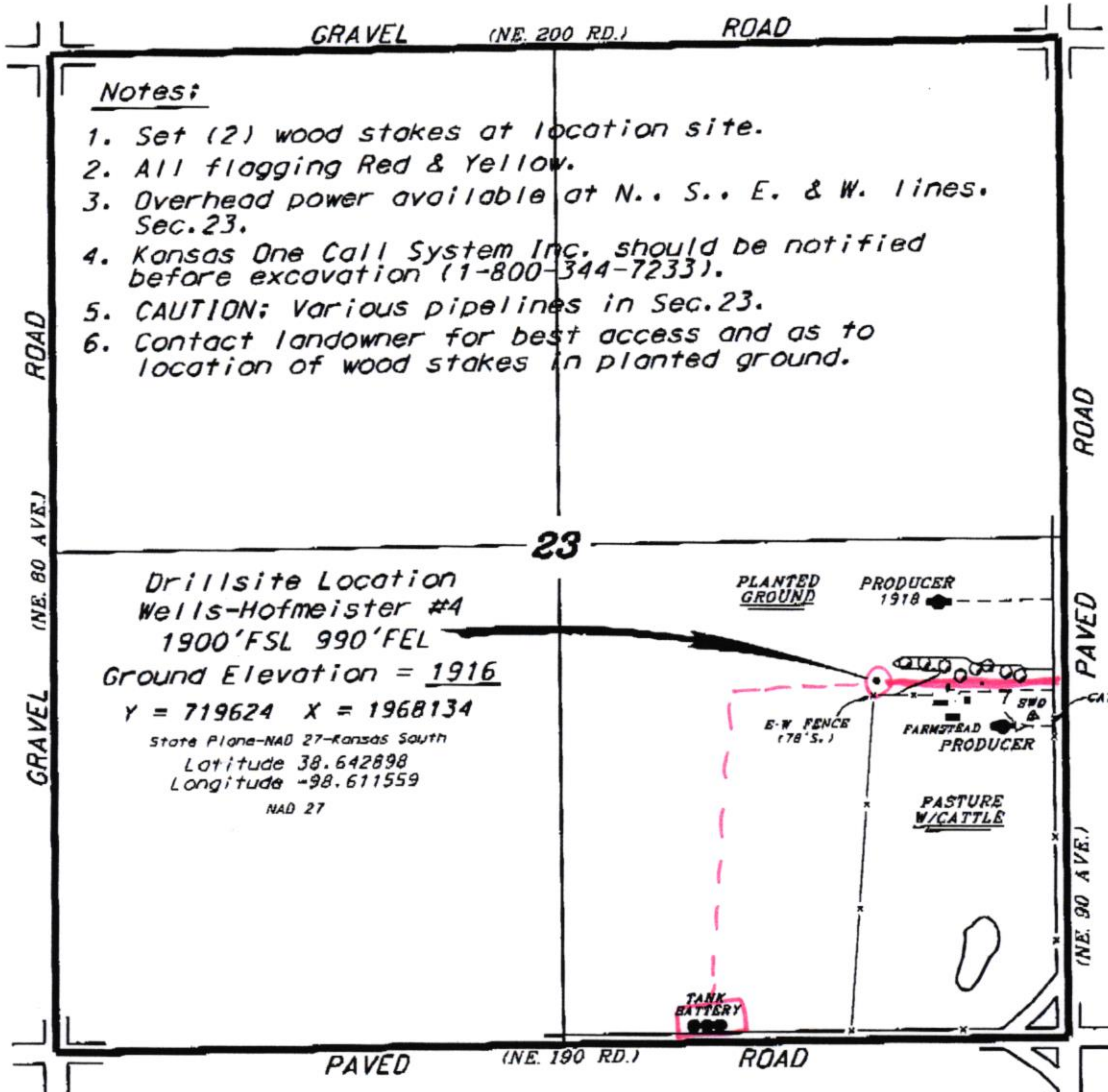 GRAVEL (NE. 200 RD.) ROAD
Notes:
1. Set (2) wood stakes at location site.
2. All flagging Red & Yellow.
3. Overhead power available at N., S., E. & W. lines.
Sec.23.
4. Kansas One Call System Inc. should be notified
before excavation (1-800-344-7233).
5. CAUTION: Various pipelines in Sec.23.
6. Contact landowner for best access and as to
location of wood stakes in planted ground.
GRAVEL (NE. 80 AVE.) ROAD
ROAD
PAVED
(NE. 90 AVE.)
23
Drillsite Location
Wells-Hofmeister #4
1900'FSL 990'FEL
Ground Elevation = 1916
Y = 719624 X = 1968134
State Plane-NAD 27-Kansas South
Latitude 38.642898
Longitude -98.611559
NAD 27
PLANTED
GROUND
PRODUCER
1918
E-W FENCE
(78'S.)
SWD
FARMSTEAD
PRODUCER
PASTURE
W/CATTLE
TANK
BATTERY
PAVED (NE. 190 RD.) ROAD